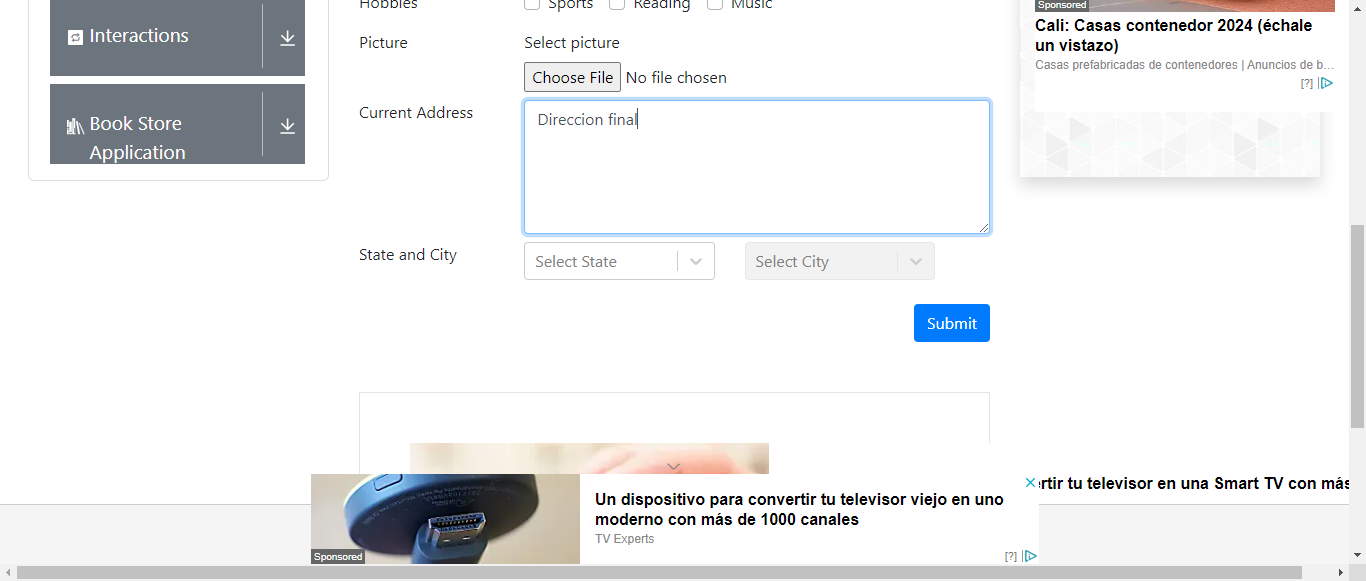 Interactions
Book Store
Application
Hobbies
Sports
Reading
Music
Picture
Select picture
Choose File No file chosen
Current Address
Direccion final
State and City
Select State
Select City
Submit
Sponsored
Cali: Casas contenedor 2024 (échale
un vistazo)
Casas prefabricadas de contenedores | Anuncios de b…
[?]
Sponsored
Un dispositivo para convertir tu televisor viejo en uno
moderno con más de 1000 canales
TV Experts
[?]
tu televisor en una Smart TV con más